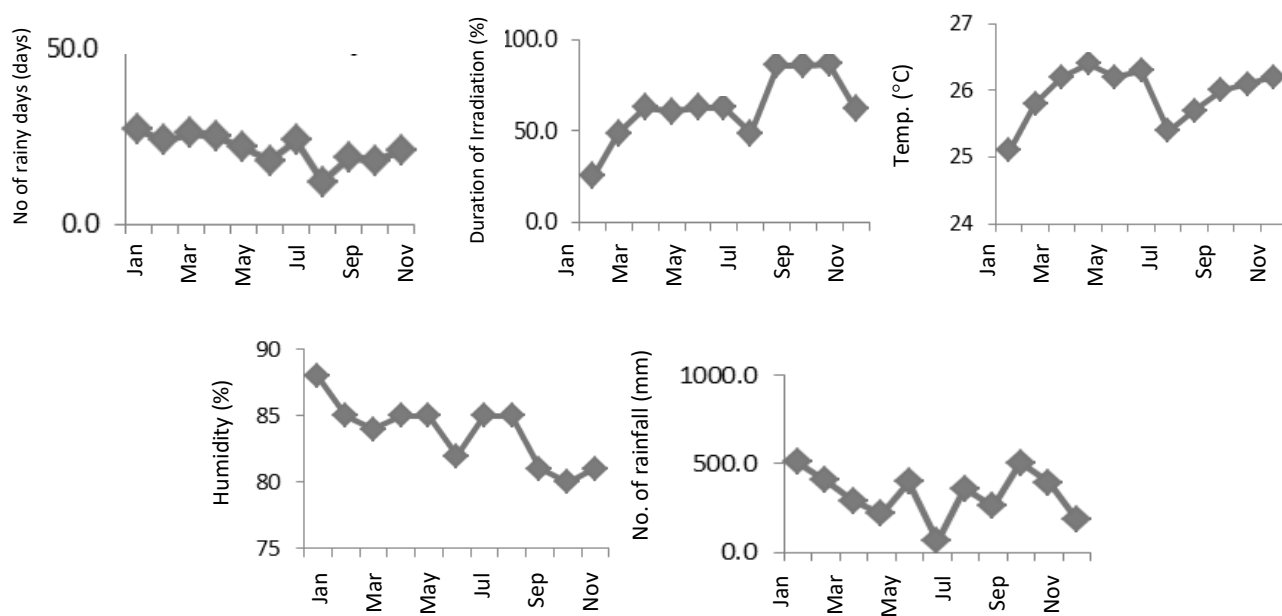 No of rainy days (days)
50.0
0.0
Jan
Mar
May
Jul
Sep
Nov
Duration of Irradiation (%)
100.0
50.0
0.0
Jan
Mar
May
Jul
Sep
Nov
Temp. (°C)
27
26
25
24
Jan
Mar
May
Jul
Sep
Nov
Humidity (%)
90
85
80
75
Jan
Mar
May
Jul
Sep
Nov
No. of rainfall (mm)
1000.0
500.0
0.0
Jan
Mar
May
Jul
Sep
Nov